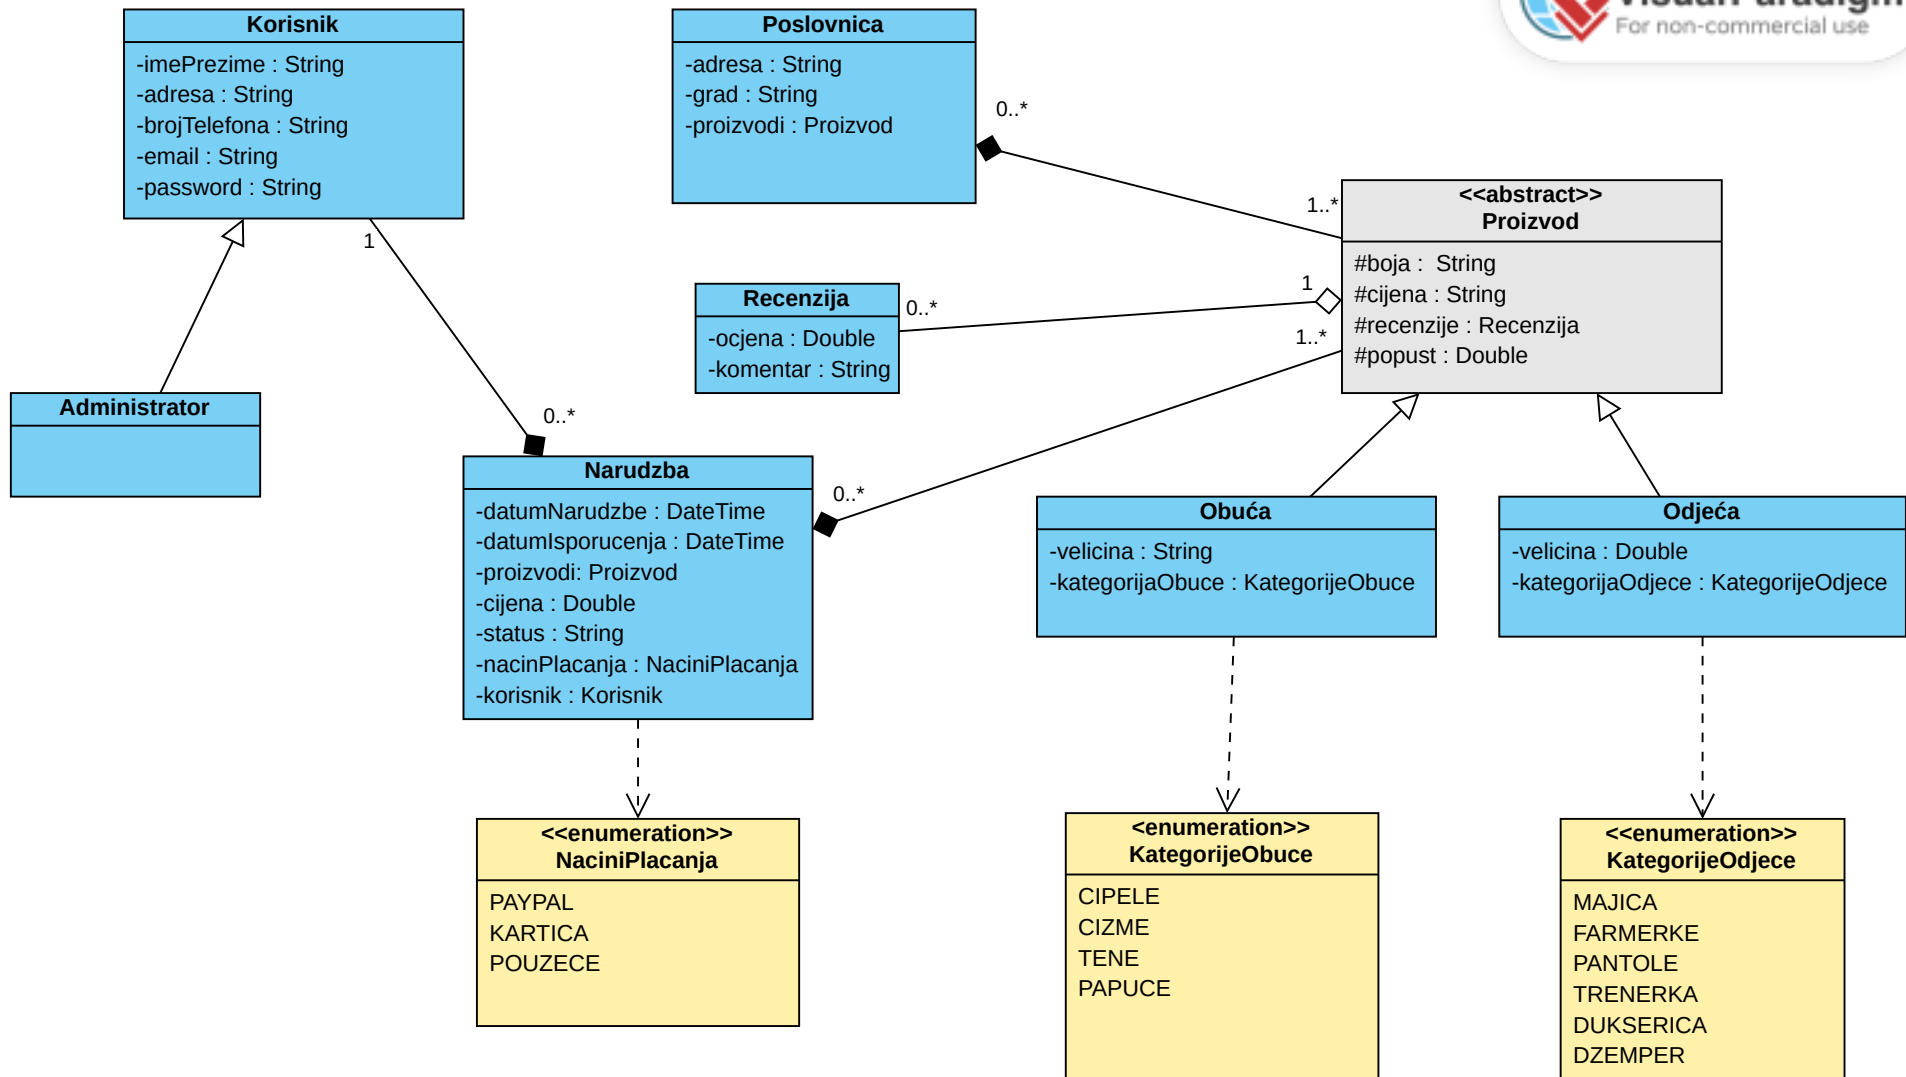 Korisnik
-imePrezime : String
-adresa : String
-brojTelefona : String
-email : String
-password : String
Poslovnica
-adresa : String
-grad : String
-proizvodi : Proizvod
For non-commercial use
0..*
1..*
<<abstract>>
Proizvod
#boja :  String
#cijena : String
#recenzije : Recenzija
#popust : Double
1
Recenzija
-ocjena : Double
-komentar : String
0..*
1
1..*
Administrator
0..*
Narudzba
-datumNarudzbe : DateTime
-datumIsporucenja : DateTime
-proizvodi: Proizvod
-cijena : Double
-status : String
-nacinPlacanja : NaciniPlacanja
-korisnik : Korisnik
0..*
Obuća
-velicina : String
-kategorijaObuce : KategorijeObuce
Odjeća
-velicina : Double
-kategorijaOdjece : KategorijeOdjece
<<enumeration>>
NaciniPlacanja
PAYPAL
KARTICA
POUZECE
<enumeration>>
KategorijeObuce
CIPELE
CIZME
TENE
PAPUCE
<<enumeration>>
KategorijeOdjece
MAJICA
FARMERKE
PANTOLE
TRENERKA
DUKSERICA
DZEMPER